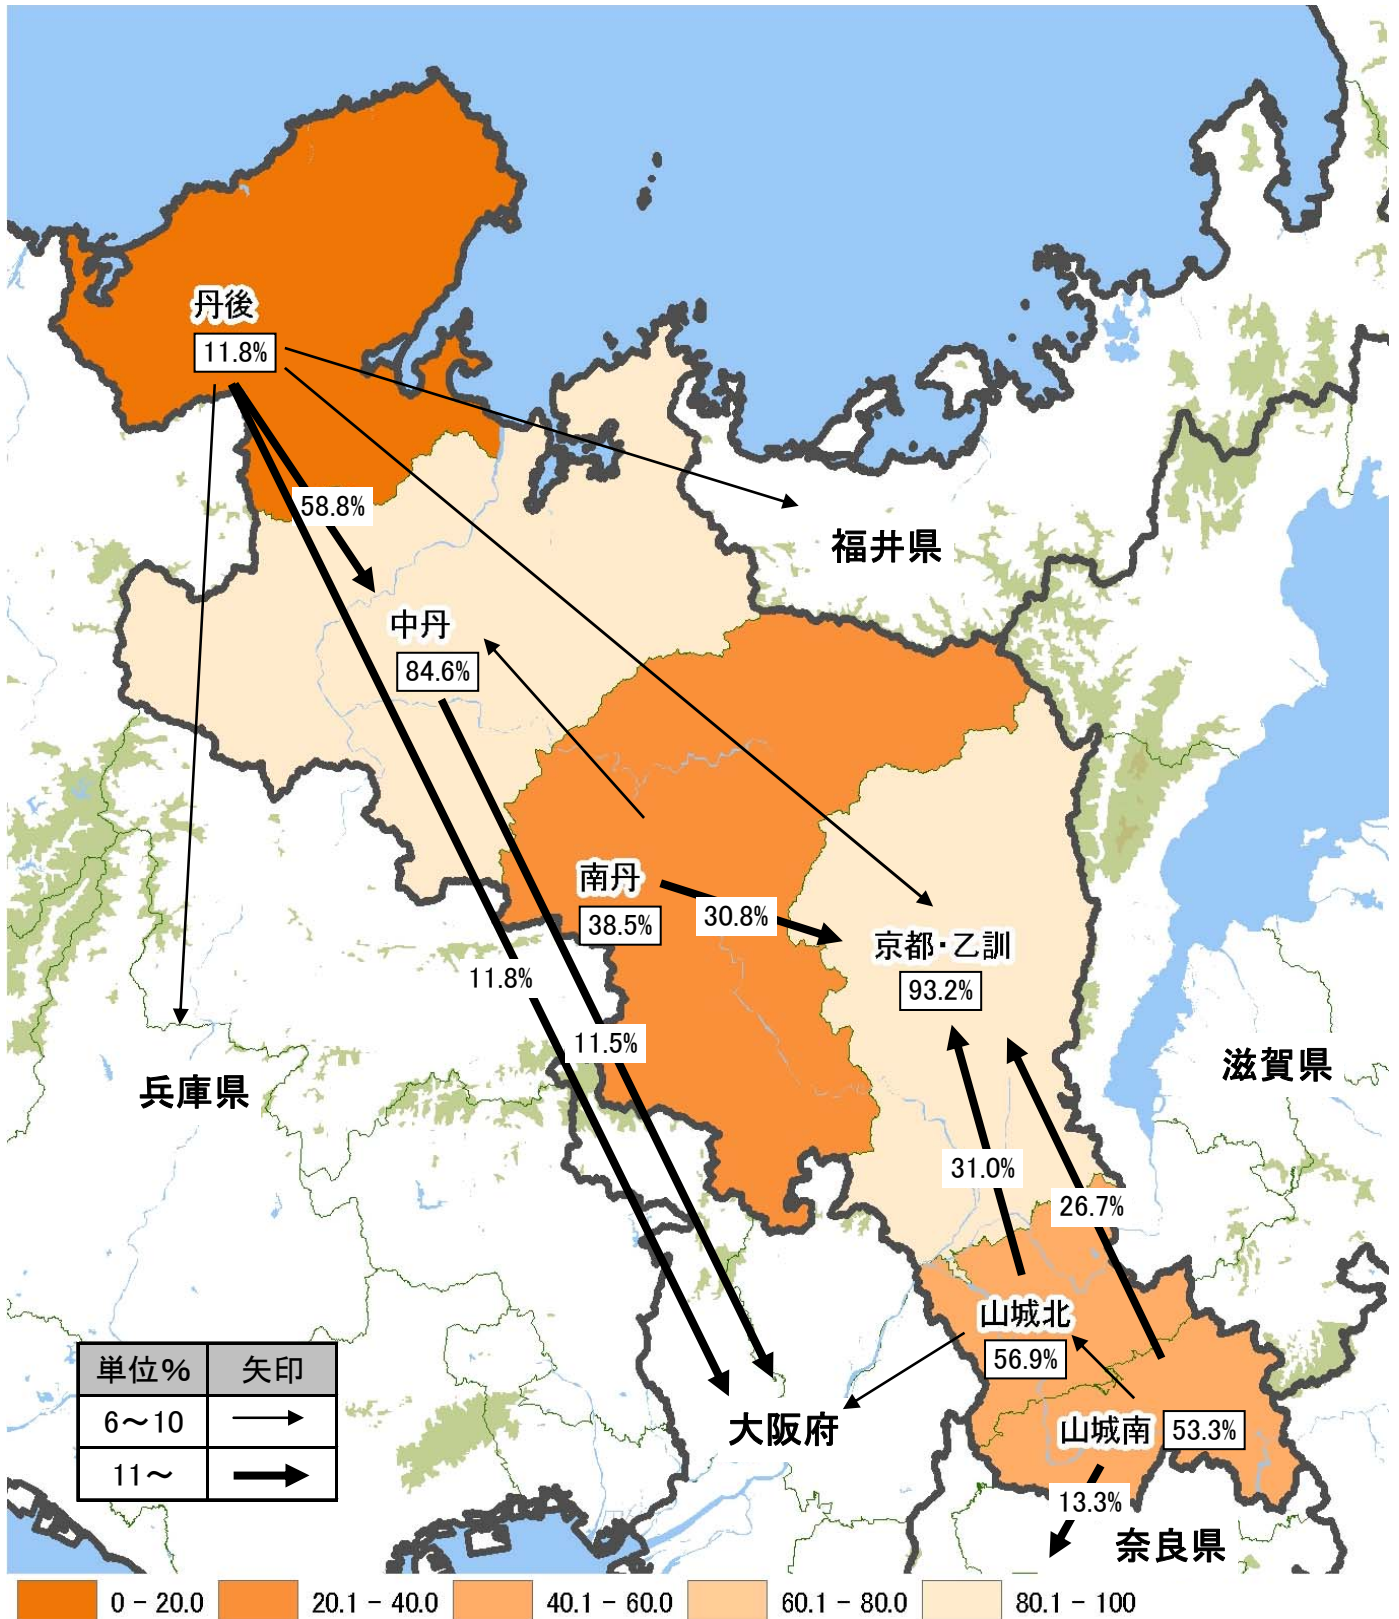 丹後
11.8%
58.8%
福井県
中丹
84.6%
南丹
38.5%
30.8%
京都・乙訓
93.2%
11.8%
11.5%
兵庫県
滋賀県
31.0%
26.7%
山城北
56.9%
大阪府
山城南 53.3%
13.3%
奈良県
単位% 矢印
6～10
11～
0 - 20.0 20.1 - 40.0 40.1 - 60.0 60.1 - 80.0 80.1 - 100